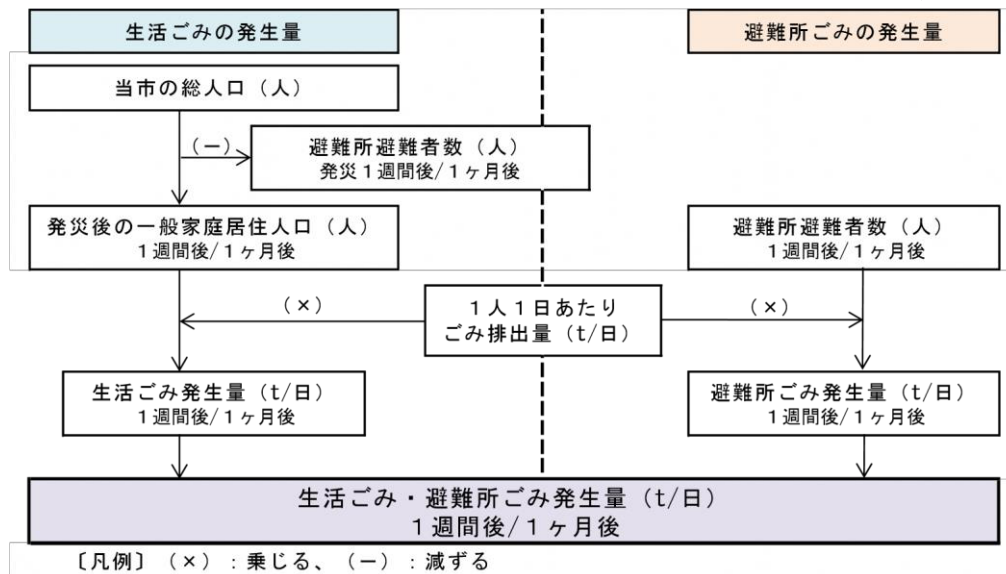 生活ごみの発生量
避難所ごみの発生量
当市の総人口（人）
（−）
避難所避難者数（人）
発災１週間後/１ヶ月後
発災後の一般家庭居住人口（人）
１週間後/１ヶ月後
避難所避難者数（人）
１週間後/１ヶ月後
（×）
１人１日あたり
ごみ排出量（t/日）
（×）
生活ごみ発生量（t/日）
１週間後/１ヶ月後
避難所ごみ発生量（t/日）
１週間後/１ヶ月後
生活ごみ・避難所ごみ発生量（t/日）
１週間後/１ヶ月後
〔凡例〕（×）：乗じる、（−）：減ずる